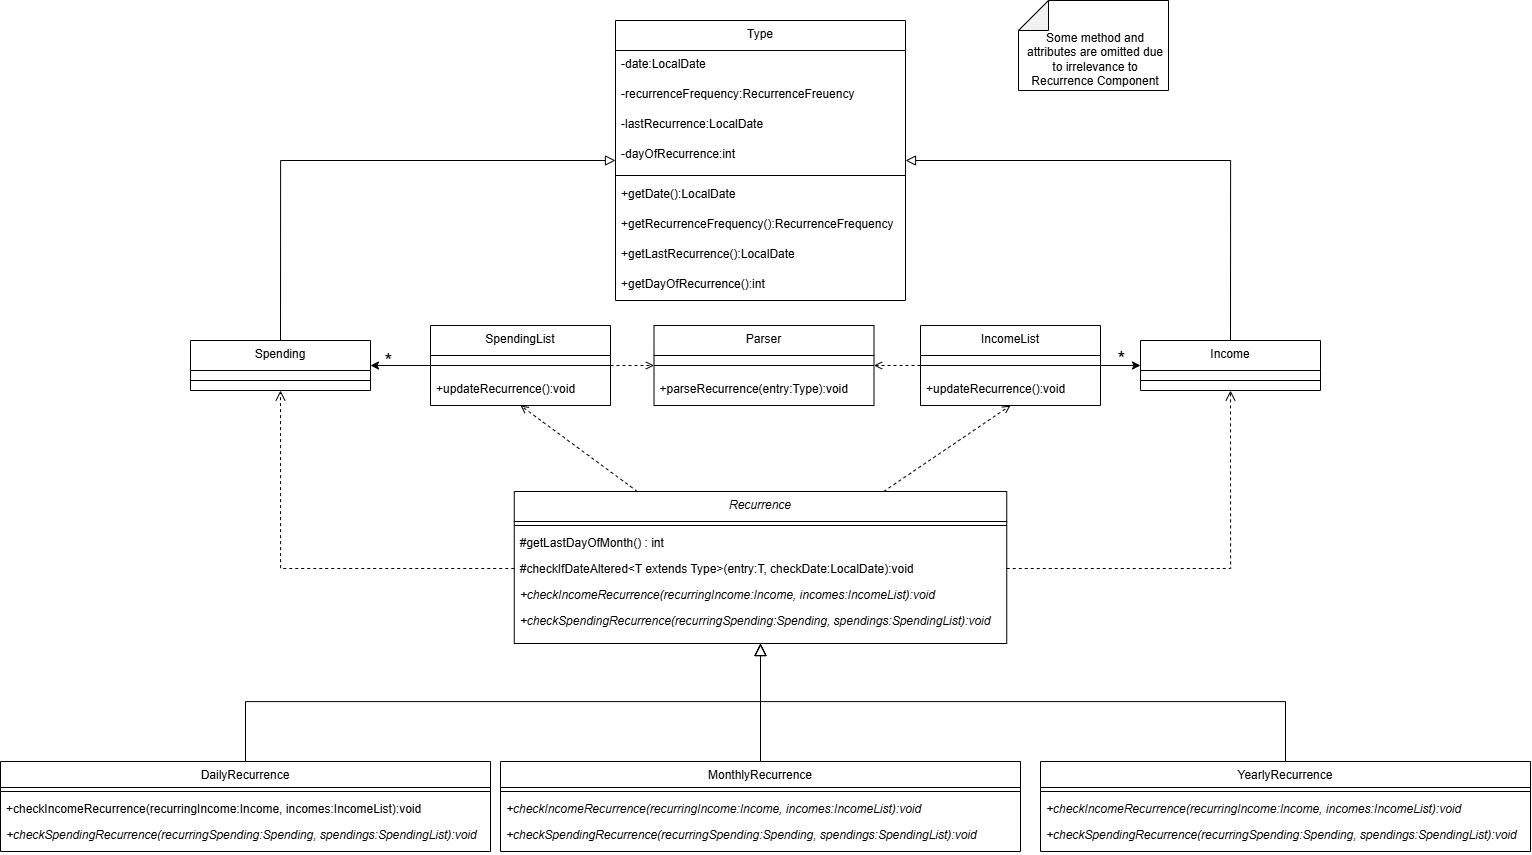 Type
-date:LocalDate
-recurrenceFrequency:RecurrenceFreuency
-lastRecurrence:LocalDate
-dayOfRecurrence:int
+getDate():LocalDate
+getRecurrenceFrequency():RecurrenceFrequency
+getLastRecurrence():LocalDate
+getDayOfRecurrence():int
Some method and
attributes are omitted due
to irrelevance to
Recurrence Component
Spending
*
SpendingList
+updateRecurrence():void
Parser
+parseRecurrence(entry:Type):void
IncomeList
+updateRecurrence():void
*
Income
Recurrence
#getLastDayOfMonth() : int
#checkIfDateAltered<T extends Type>(entry:T, checkDate:LocalDate):void
+checkIncomeRecurrence(recurringIncome:Income, incomes:IncomeList):void
+checkSpendingRecurrence(recurringSpending:Spending, spendings:SpendingList):void
DailyRecurrence
+checkIncomeRecurrence(recurringIncome:Income, incomes:IncomeList):void
+checkSpendingRecurrence(recurringSpending:Spending, spendings:SpendingList):void
MonthlyRecurrence
+checkIncomeRecurrence(recurringIncome:Income, incomes:IncomeList):void
+checkSpendingRecurrence(recurringSpending:Spending, spendings:SpendingList):void
YearlyRecurrence
+checkIncomeRecurrence(recurringIncome:Income, incomes:IncomeList):void
+checkSpendingRecurrence(recurringSpending:Spending, spendings:SpendingList):void